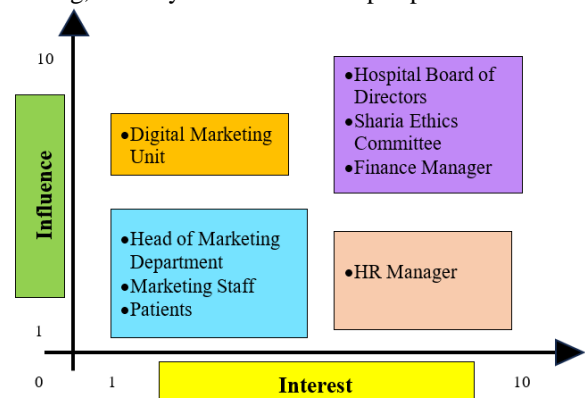 10
Influence
●Digital Marketing
Unit
●Hospital Board of
Directors
●Sharia Ethics
Committee
●Finance Manager
●Head of Marketing
Department
●Marketing Staff
●Patients
●HR Manager
1
0
1
Interest
10